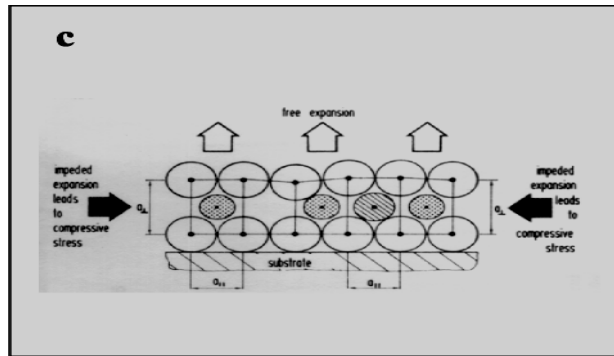 c
free expansion
impeded
expansion
leads
to
compressive
stress
impeded
expansion
leads
to
compressive
stress
substrate